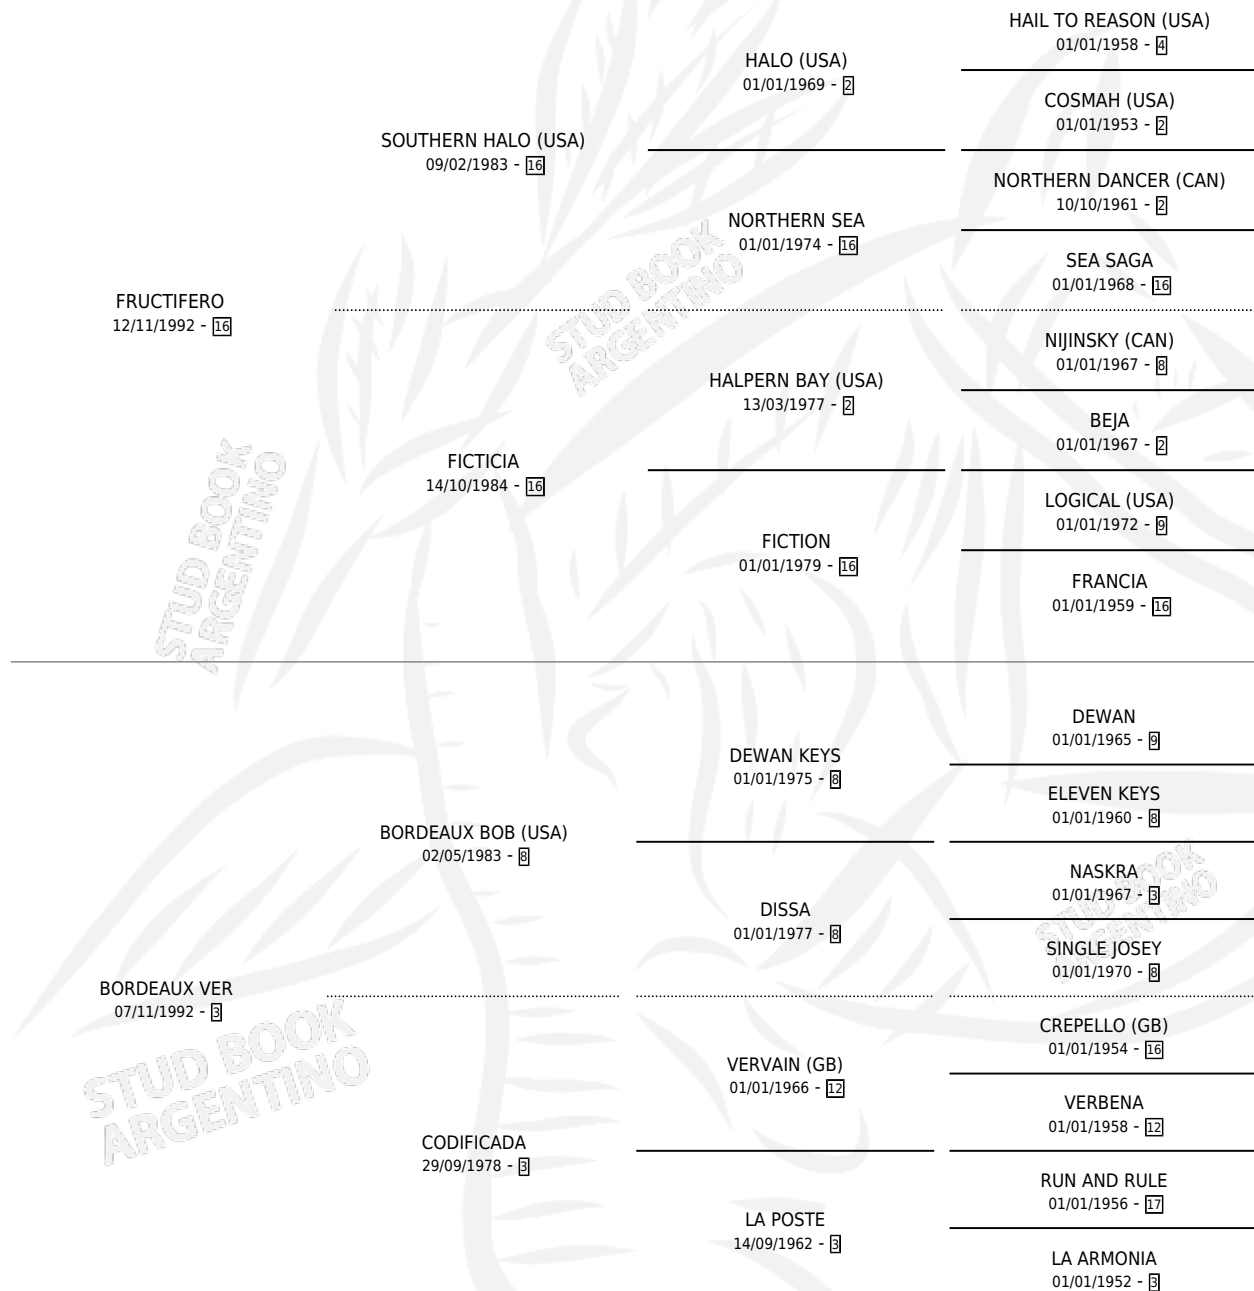 HAIL TO REASON (USA)
01/01/1958 - 4
HALO (USA)
01/01/1969 - 2
COSMAH (USA)
01/01/1953 - 2
SOUTHERN HALO (USA)
09/02/1983 - 16
NORTHERN DANCER (CAN)
10/10/1961 - 2
NORTHERN SEA
01/01/1974 - 16
SEA SAGA
01/01/1968 - 16
FRUCTIFERO
12/11/1992 - 16
NIJINSKY (CAN)
01/01/1967 - 8
HALPERN BAY (USA)
13/03/1977 - 2
BEJA
01/01/1967 - 2
FICTICIA
14/10/1984 - 16
LOGICAL (USA)
01/01/1972 - 9
FICTION
01/01/1979 - 16
FRANCIA
01/01/1959 - 16
DEWAN
01/01/1965 - 9
DEWAN KEYS
01/01/1975 - 8
ELEVEN KEYS
01/01/1960 - 8
BORDEAUX BOB (USA)
02/05/1983 - 8
NASKRA
01/01/1967 - 3
DISSA
01/01/1977 - 8
SINGLE JOSEY
01/01/1970 - 8
BORDEAUX VER
07/11/1992 - 3
CREPELLO (GB)
01/01/1954 - 16
VERVAIN (GB)
01/01/1966 - 12
VERBENA
01/01/1958 - 12
CODIFICADA
29/09/1978 - 3
RUN AND RULE
01/01/1956 - 17
LA POSTE
14/09/1962 - 3
LA ARMONIA
01/01/1952 - 3
STUD BOOK
ARGENTINO
STUD BOOK
ARGENTINO
STUD BOOK
ARGENTINO
STUD BOOK
ARGENTINO